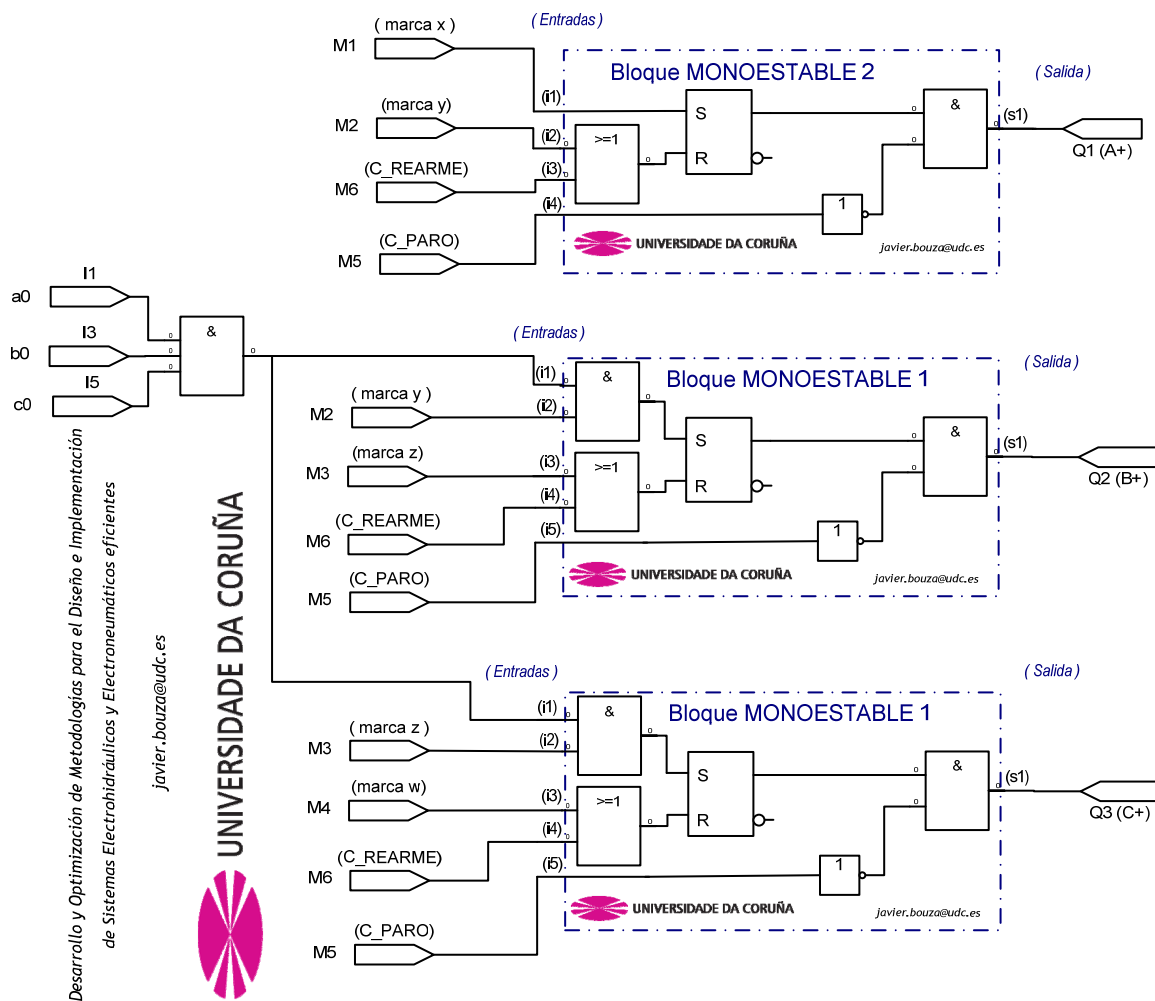 ( marca x )
( Entradas )
M1
Bloque MONOESTABLE 2
( Salida )
(i1)
S
&
(marca y)
M2
(i2)
>=1
0
(s1)
Q1 (A+)
R
(C_REARME)
M6
(i3)
(i4)
1
(C_PARO)
M5
UNIVERSIDADE DA CORUÑA
javier.bouza@udc.es
I1
a0
I3
b0
I5
c0
&
0
0
0
0
( Entradas )
( Salida )
Bloque MONOESTABLE 1
(i1)
&
( marca y )
M2
(i2)
S
&
(s1)
Q2 (B+)
(marca z)
M3
(i3)
>=1
R
(i4)
(C_REARME)
M6
(i5)
1
(C_PARO)
M5
UNIVERSIDADE DA CORUÑA
javier.bouza@udc.es
( Entradas )
( Salida )
Bloque MONOESTABLE 1
(i1)
&
( marca z )
M3
(i2)
S
&
(s1)
Q3 (C+)
(marca w)
M4
(i3)
>=1
R
(i4)
(C_REARME)
M6
(i5)
1
(C_PARO)
M5
UNIVERSIDADE DA CORUÑA
javier.bouza@udc.es
Desarrollo y Optimización de Metodologías para el Diseño e Implementación
de Sistemas Electrohidráulicos y Electroneumáticos eficientes
javier.bouza@udc.es
UNIVERSIDADE DA CORUÑA